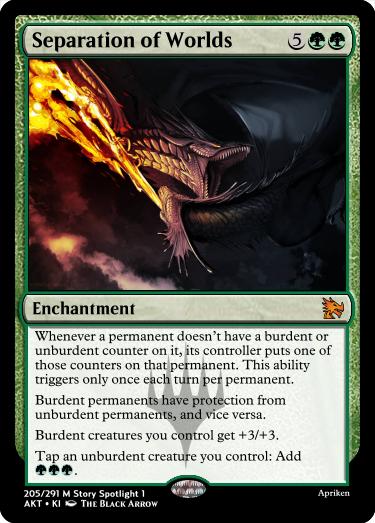 Separation of Worlds 5
Enchantment
Whenever a permanent doesn't have a burdent or
unburdent counter on it, its controller puts one of
those counters on that permanent. This ability
triggers only once each turn per permanent.
Burdent permanents have protection from
unburdent permanents, and vice versa.
Burdent creatures you control get +3/+3.
Tap an unburdent creature you control: Add
.
205/291 M Story Spotlight 1
AKT • KI The Black Arrow
Apriken